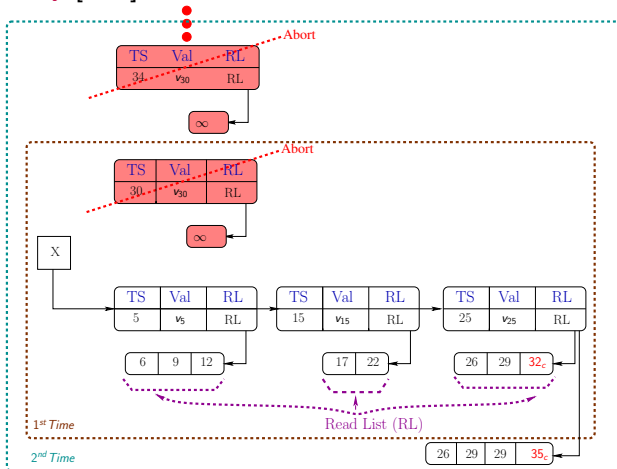 Abort
TS Val RL
34 v30 RL
∞
Abort
TS Val RL
30 v30 RL
∞
X
TS Val RL
5 v5 RL
TS Val RL
15 v15 RL
TS Val RL
25 v25 RL
6 9 12
17 22
26 29 32c
Read List (RL)
1st Time
26 29 29 35c
2nd Time